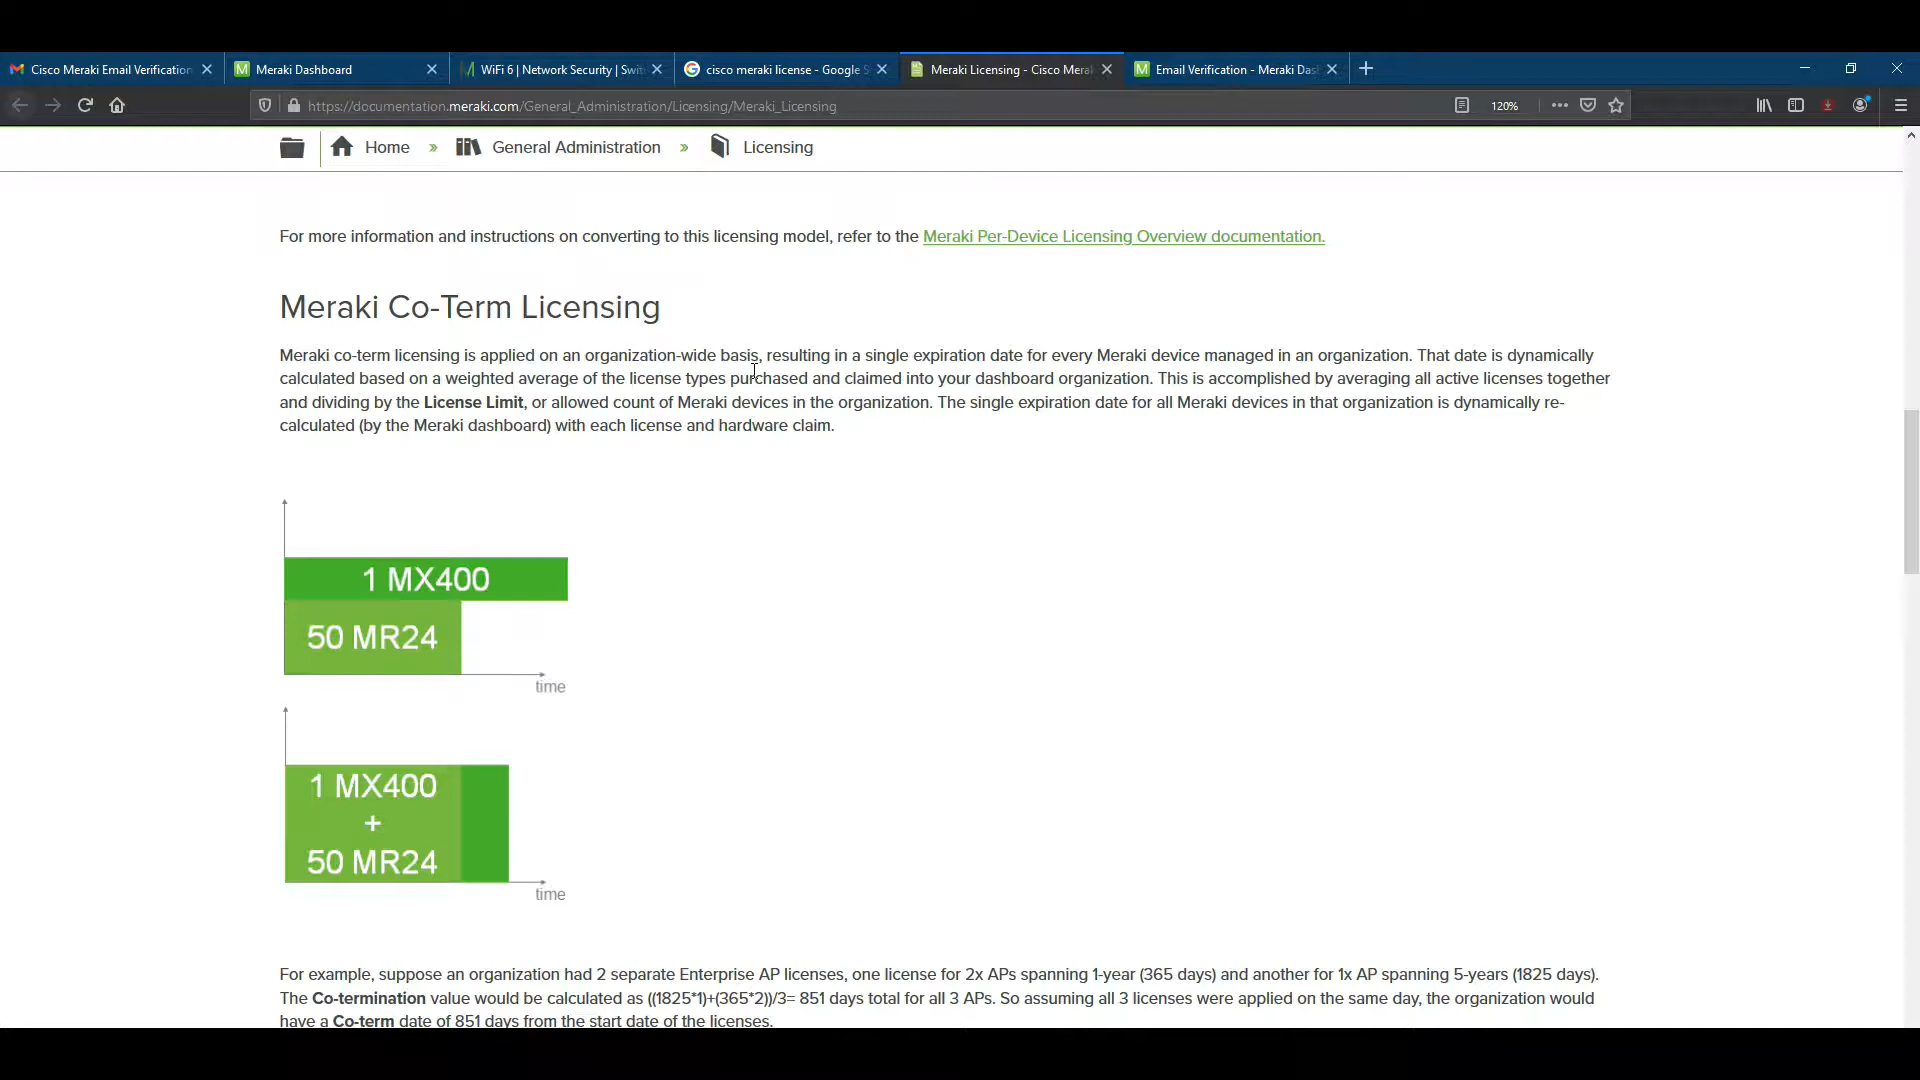 Cisco Meraki Email Verification
Meraki Dashboard
WiFi 6 | Network Security | Swit
cisco meraki license - Google S
Meraki Licensing - Cisco Merak
Email Verification - Meraki Das
https://documentation.meraki.com/General_Administration/Licensing/Meraki_Licensing
120%
Home » General Administration » Licensing
For more information and instructions on converting to this licensing model, refer to the Meraki Per-Device Licensing Overview documentation.
Meraki Co-Term Licensing
Meraki co-term licensing is applied on an organization-wide basis, resulting in a single expiration date for every Meraki device managed in an organization. That date is dynamically
calculated based on a weighted average of the license types purchased and claimed into your dashboard organization. This is accomplished by averaging all active licenses together
and dividing by the License Limit, or allowed count of Meraki devices in the organization. The single expiration date for all Meraki devices in that organization is dynamically re-
calculated (by the Meraki dashboard) with each license and hardware claim.
1 MX400
50 MR24
time
1 MX400
+
50 MR24
time
For example, suppose an organization had 2 separate Enterprise AP licenses, one license for 2x APs spanning 1-year (365 days) and another for 1x AP spanning 5-years (1825 days).
The Co-termination value would be calculated as ((1825*1)+(365*2))/3= 851 days total for all 3 APs. So assuming all 3 licenses were applied on the same day, the organization would
have a Co-term date of 851 days from the start date of the licenses.